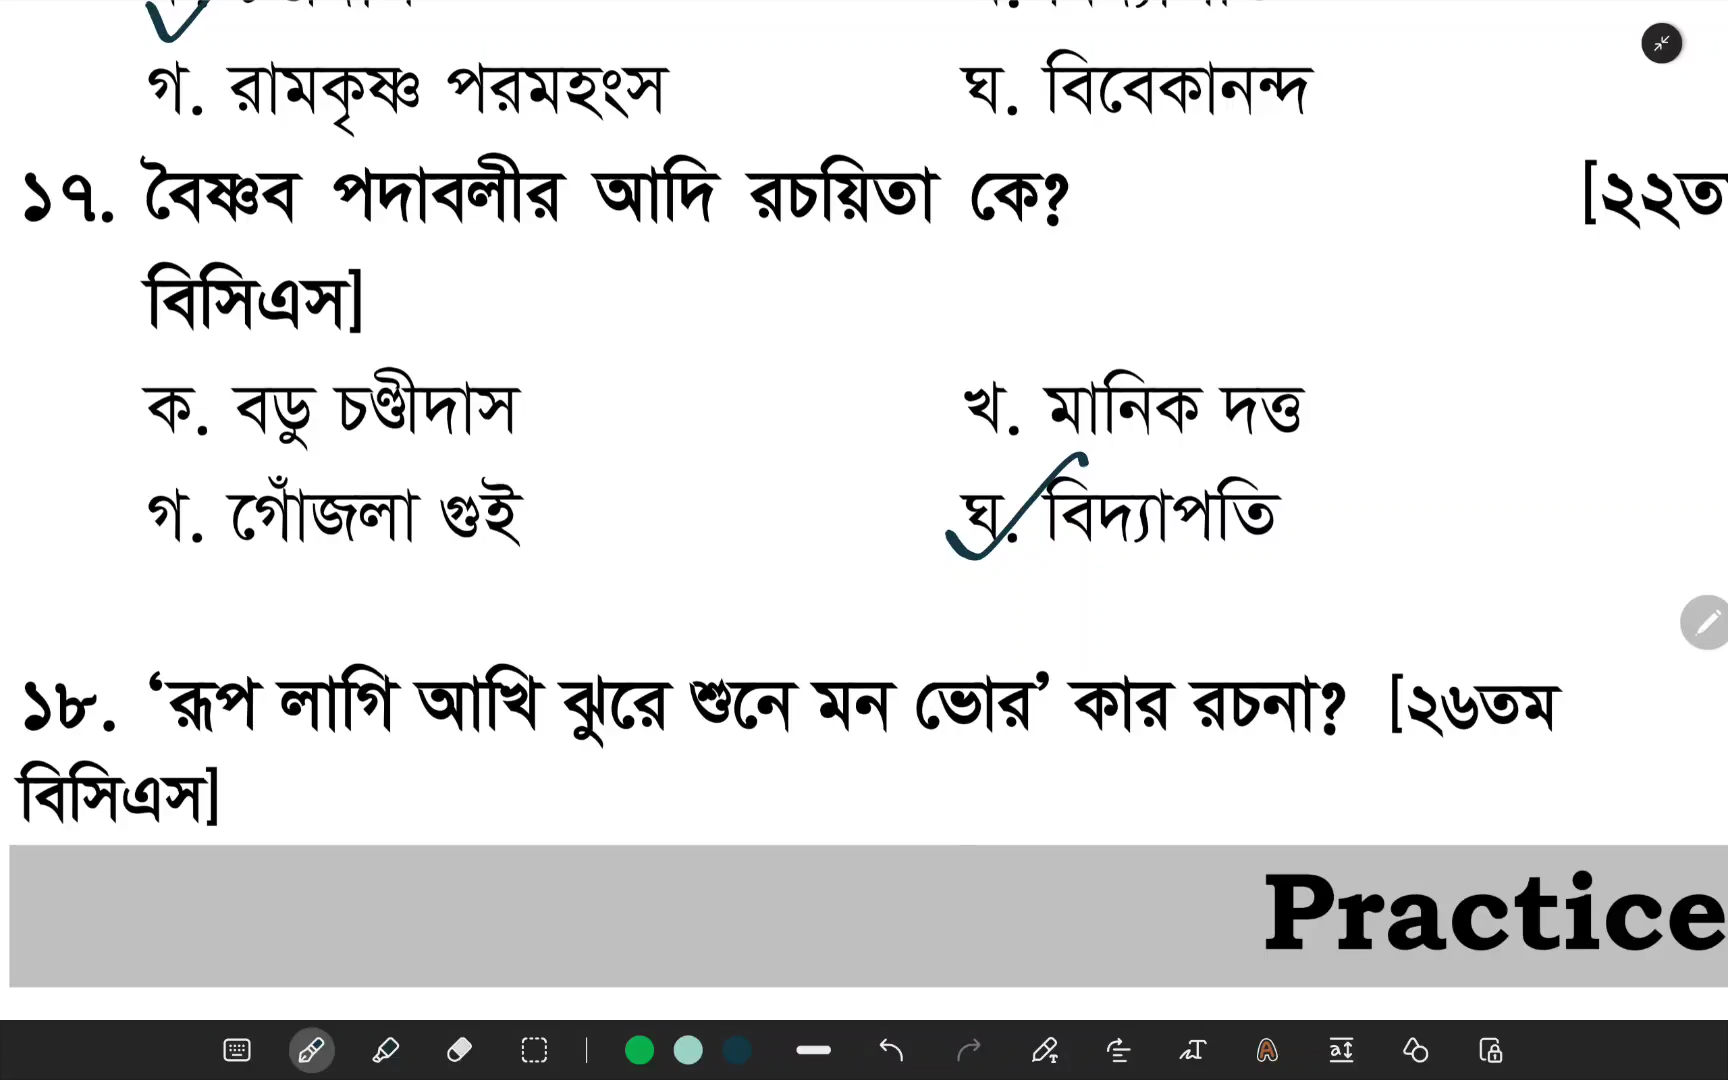 গ. রামকৃষ্ণ পরমহংস ঘ. বিবেকানন্দ
১৭. বৈষ্ণব পদাবলীর আদি রচয়িতা কে? [২২ত
বিসিএস]
ক. বড়ু চণ্ডীদাস খ. মানিক দত্ত
গ. গোঁজলা গুই ঘ. বিদ্যাপতি
১৮. ‘রূপ লাগি আখি ঝুরে শুনে মন ভোর’ কার রচনা? [২৬তম
বিসিএস]
Practice